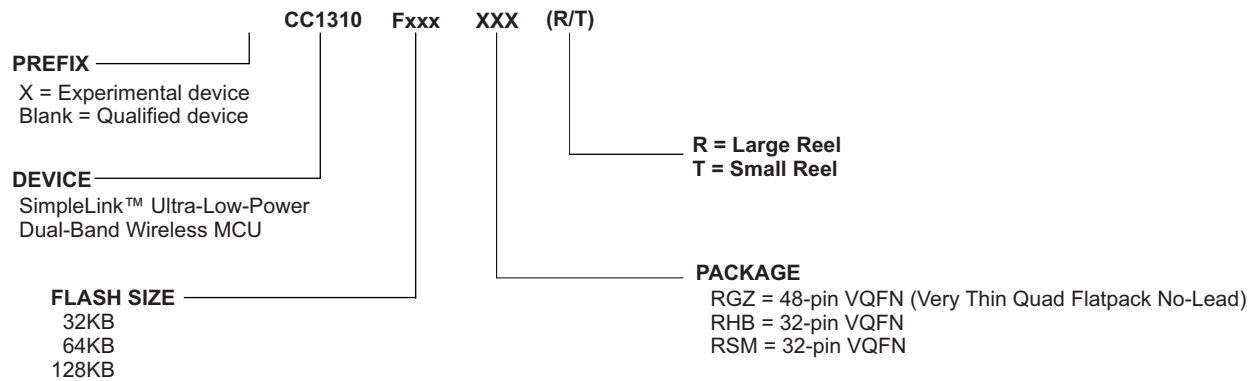 CC1310 Fxxx XXX (R/T)
PREFIX
X = Experimental device
Blank = Qualified device
R = Large Reel
T = Small Reel
DEVICE
SimpleLink™ Ultra-Low-Power
Dual-Band Wireless MCU
PACKAGE
RGZ = 48-pin VQFN (Very Thin Quad Flatpack No-Lead)
RHB = 32-pin VQFN
RSM = 32-pin VQFN
FLASH SIZE
32KB
64KB
128KB